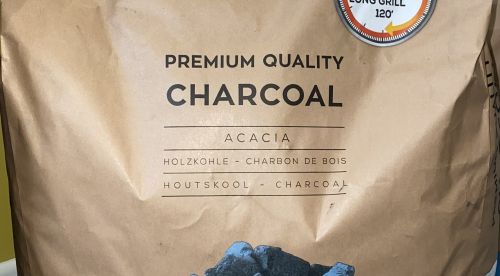 LONG GRILL
120'
PREMIUM QUALITY
CHARCOAL
ACACIA
HOLZKOHLE - CHARBON DE BOIS
HOUTSKOOL - CHARCOAL